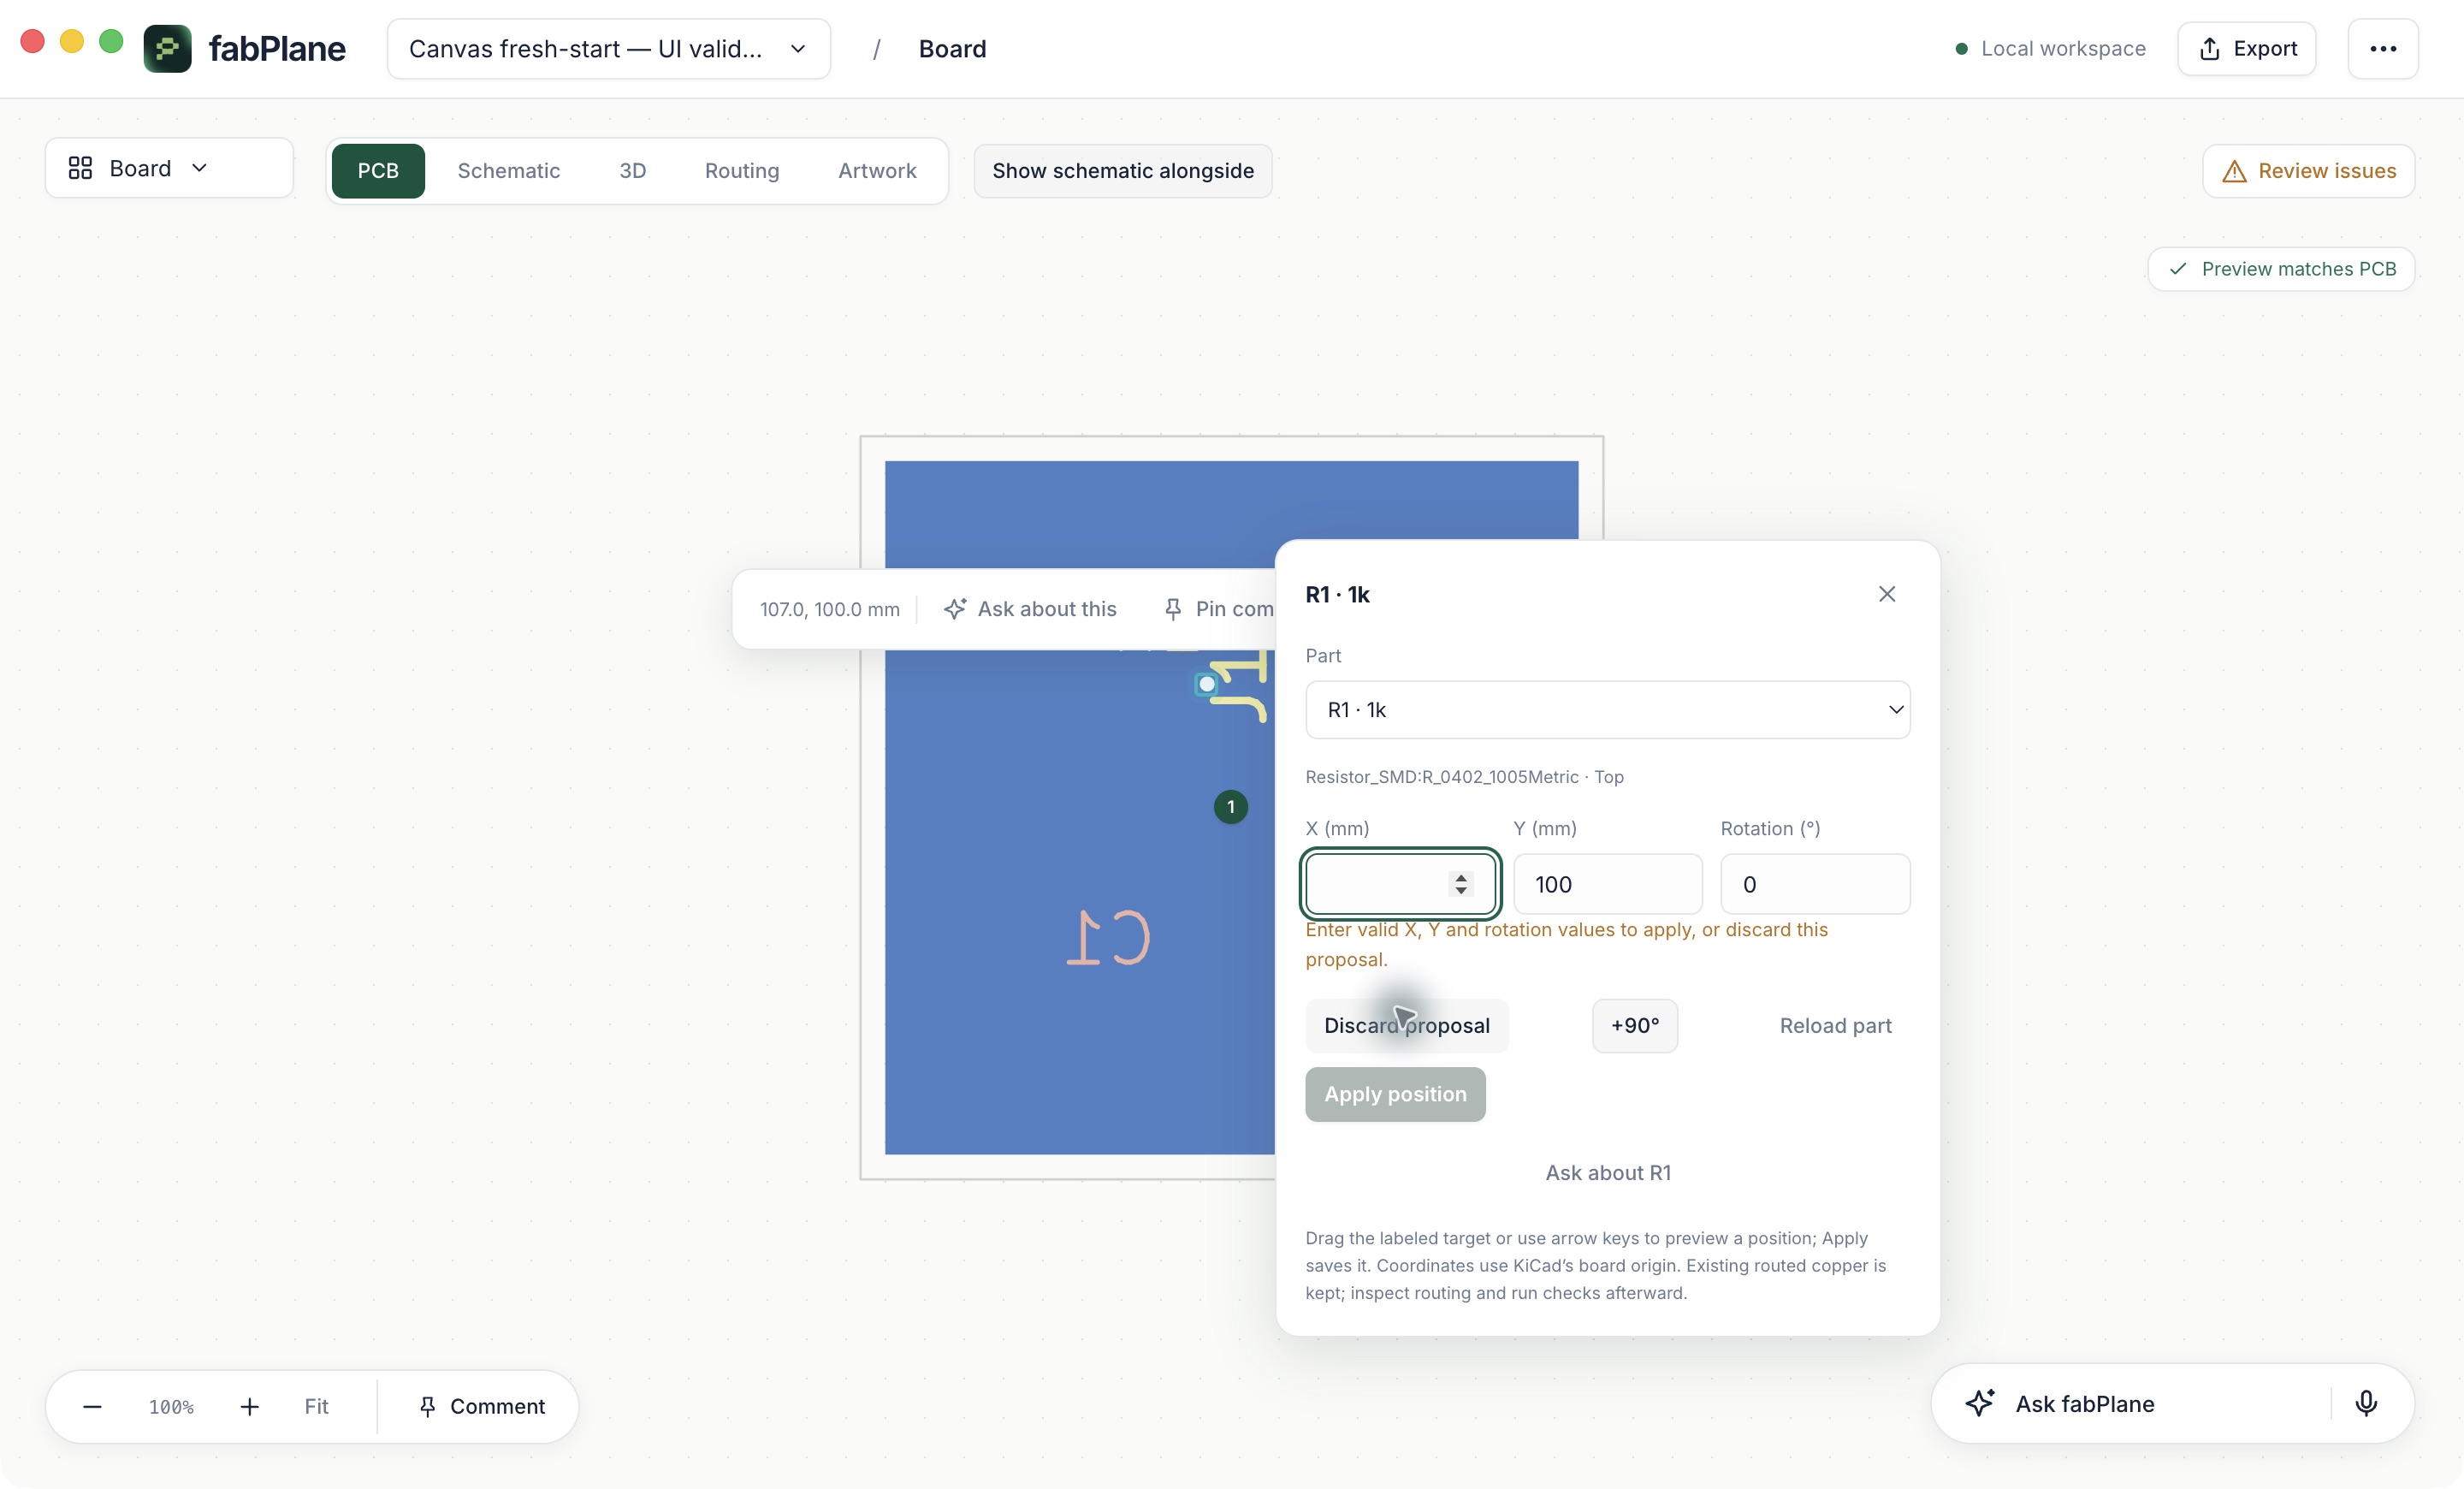 fabPlane
Canvas fresh-start — UI valid...
/
Board
Local workspace
Export
Board
PCB
Schematic
3D
Routing
Artwork
Show schematic alongside
Review issues
Preview matches PCB
107.0, 100.0 mm
Ask about this
Pin com
R1 · 1k
Part
R1 · 1k
Resistor_SMD:R_0402_1005Metric · Top
X (mm)
Y (mm)
Rotation (°)
100
0
Enter valid X, Y and rotation values to apply, or discard this
proposal.
1
C1
Discard proposal
+90°
Reload part
Apply position
Ask about R1
Drag the labeled target or use arrow keys to preview a position; Apply
saves it. Coordinates use KiCad’s board origin. Existing routed copper is
kept; inspect routing and run checks afterward.
100%
Fit
Comment
Ask fabPlane